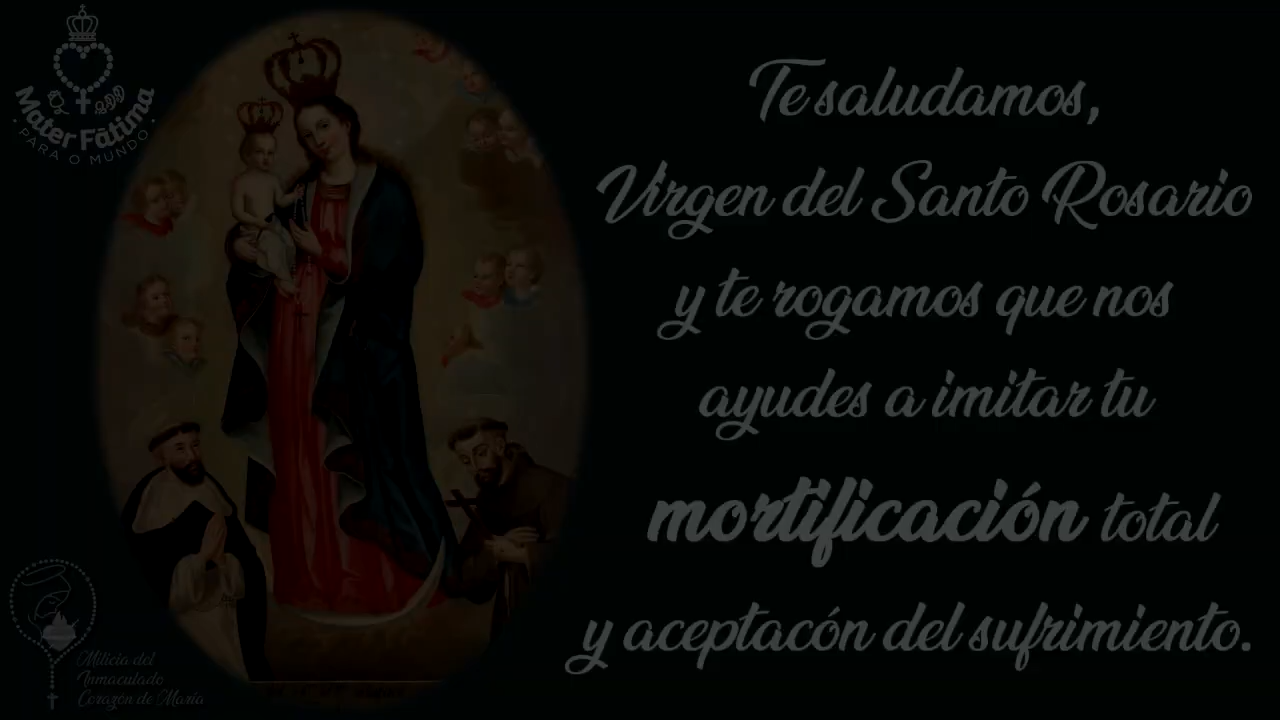 Mater Fátima
· PARA O MUNDO ·
Te saludamos,
Virgen del Santo Rosario
y te rogamos que nos
ayudes a imitar tu
mortificación total
y aceptacón del sufrimiento.
Milicia del
Inmaculado
Corazón de María